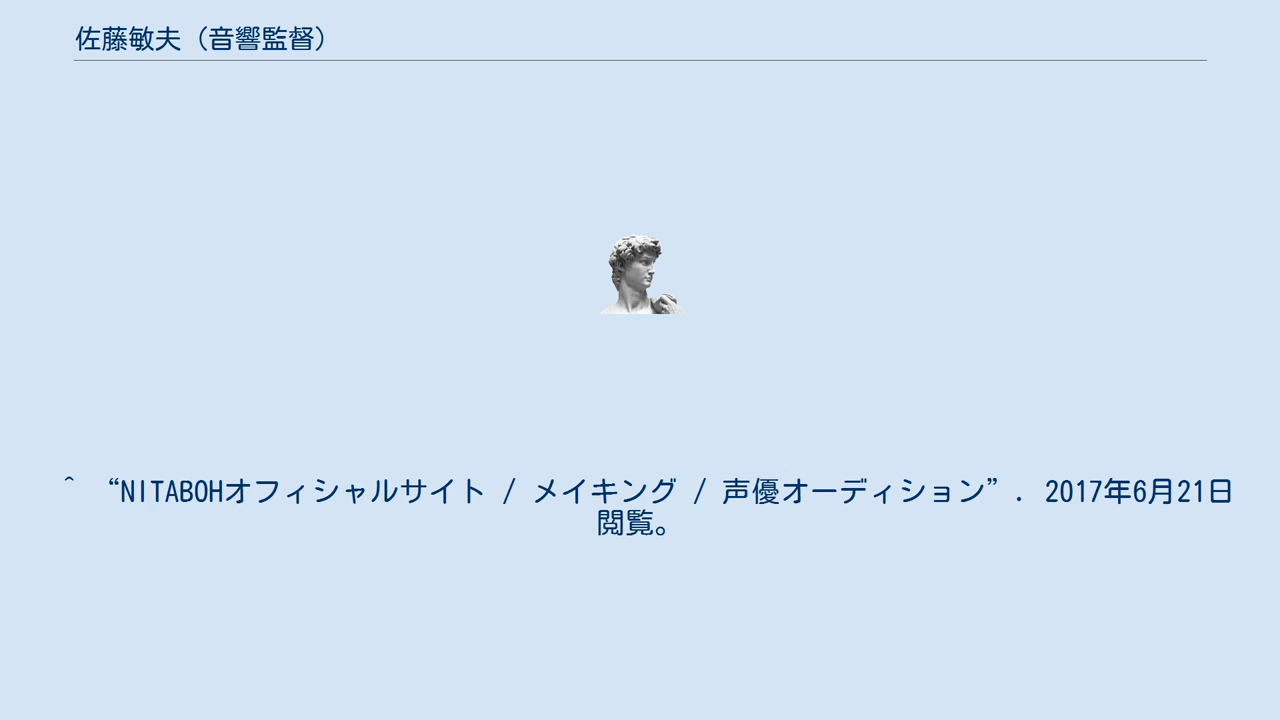 佐藤敏夫（音響監督）
^ “NITABOHオフィシャルサイト / メイキング / 声優オーディション”. 2017年6月21日
閲覧。